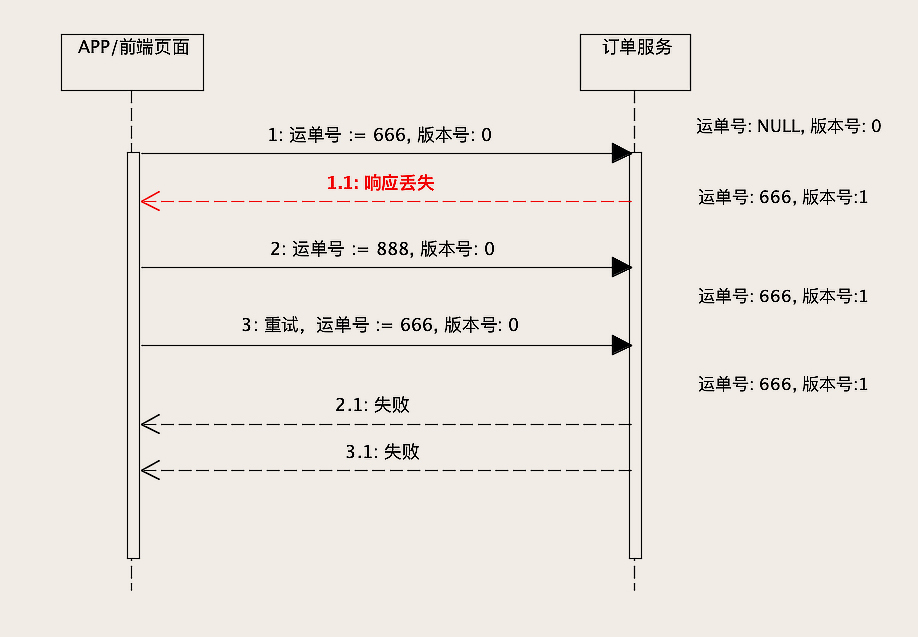 APP/前端页面
订单服务
1: 运单号 := 666, 版本号: 0
运单号: NULL, 版本号: 0
1.1: 响应丢失
运单号: 666, 版本号:1
2: 运单号 := 888, 版本号: 0
运单号: 666, 版本号:1
3: 重试，运单号 := 666, 版本号: 0
运单号: 666, 版本号:1
2.1: 失败
3.1: 失败